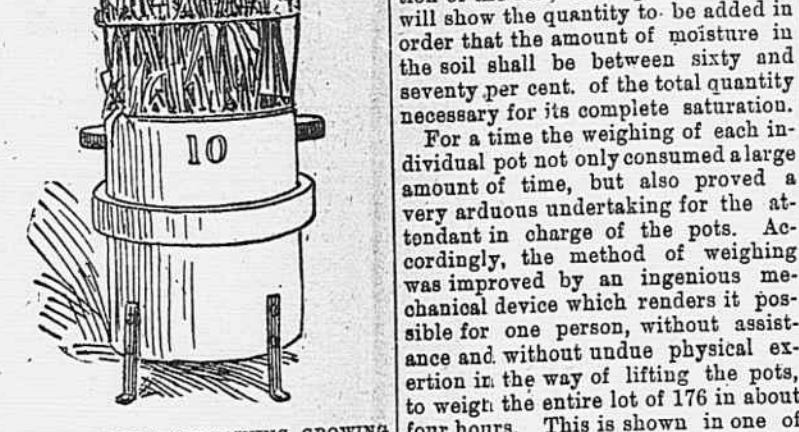 10
GROWING
will show the quantity to be added in
order that the amount of moisture in
the soil shall be between sixty and
seventy per cent. of the total quantity
necessary for its complete saturation.
For a time the weighing of each in-
dividual pot not only consumed a large
amount of time, but also proved a
very arduous undertaking for the at-
tondant in charge of the pots. Ac-
cordingly, the method of weighing
was improved by an ingenious me-
chanical device which renders it pos-
sible for one person, without assist-
ance and without undue physical ex-
ertion in the way of lifting the pots,
to weigh the entire lot of 176 in about
four hours. This is shown in one of